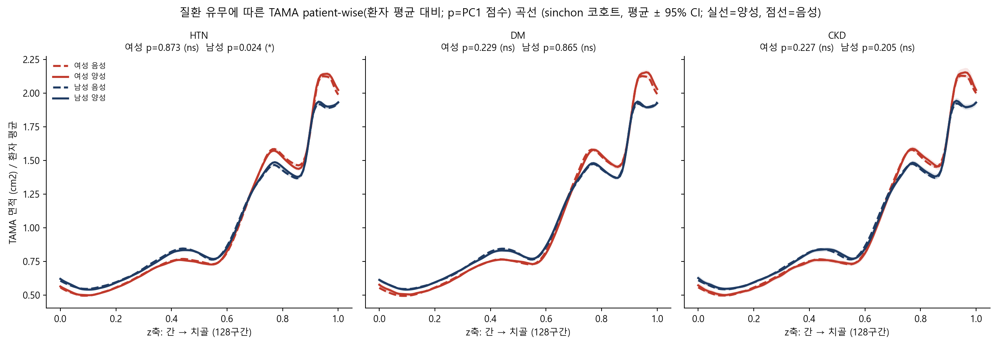 질환 유무에 따른 TAMA patient-wise(환자 평균 대비; p=PC1 점수) 곡선 (sinchon 코호트, 평균 ± 95% CI; 실선=양성, 점선=음성)
HTN
여성 p=0.873 (ns) 남성 p=0.024 (*)
DM
여성 p=0.229 (ns) 남성 p=0.865 (ns)
CKD
여성 p=0.227 (ns) 남성 p=0.205 (ns)
여성 음성
여성 양성
남성 음성
남성 양성
TAMA 면적 (cm2) / 환자 평균
2.25
2.00
1.75
1.50
1.25
1.00
0.75
0.50
0.0 0.2 0.4 0.6 0.8 1.0
z축: 간 → 치골 (128구간)
0.0 0.2 0.4 0.6 0.8 1.0
z축: 간 → 치골 (128구간)
0.0 0.2 0.4 0.6 0.8 1.0
z축: 간 → 치골 (128구간)